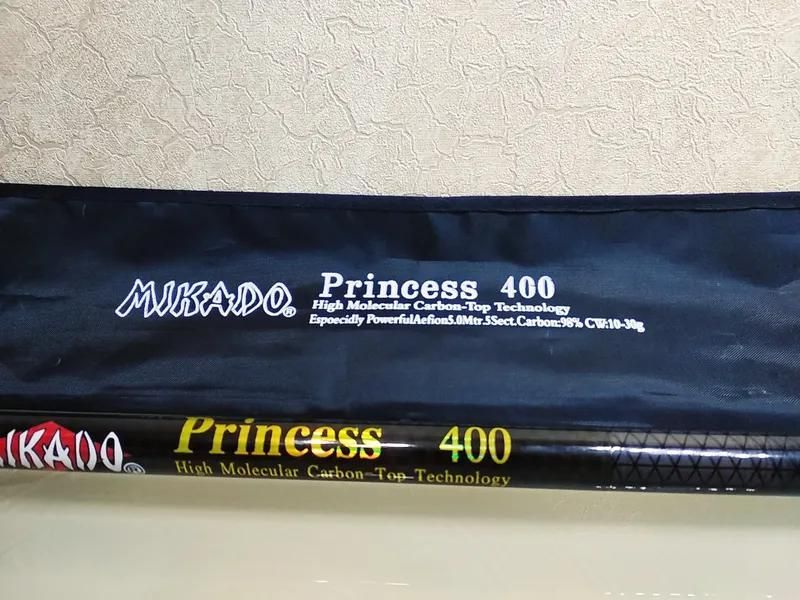 MIKADO®
Princess 400
High Molecular Carbon-Top Technology
Espoecidly PowerfulAefion5.0Mtr.5Sect.Carbon:98% CW:10-30g
MIKADO®
Princess 400
High Molecular Carbon-Top Technology